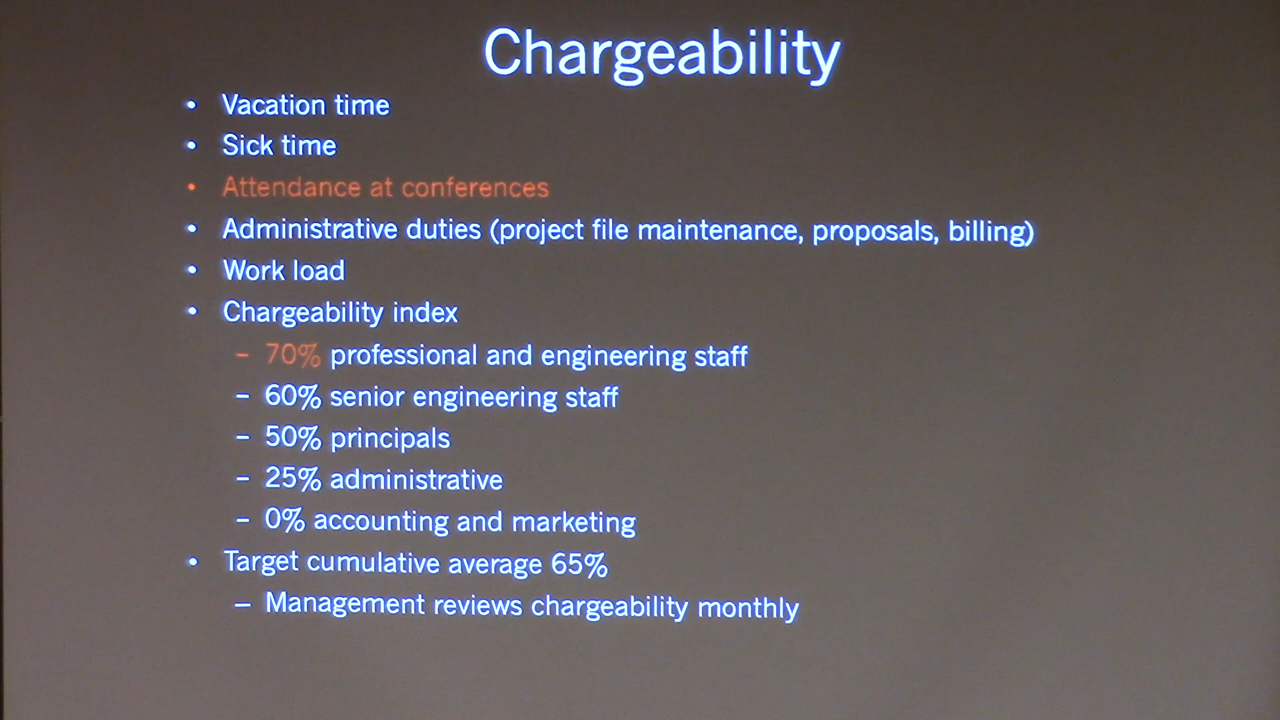 Chargeability
• Vacation time
• Sick time
• Attendance at conferences
• Administrative duties (project file maintenance, proposals, billing)
• Work load
• Chargeability index
– 70% professional and engineering staff
– 60% senior engineering staff
– 50% principals
– 25% administrative
– 0% accounting and marketing
• Target cumulative average 65%
– Management reviews chargeability monthly